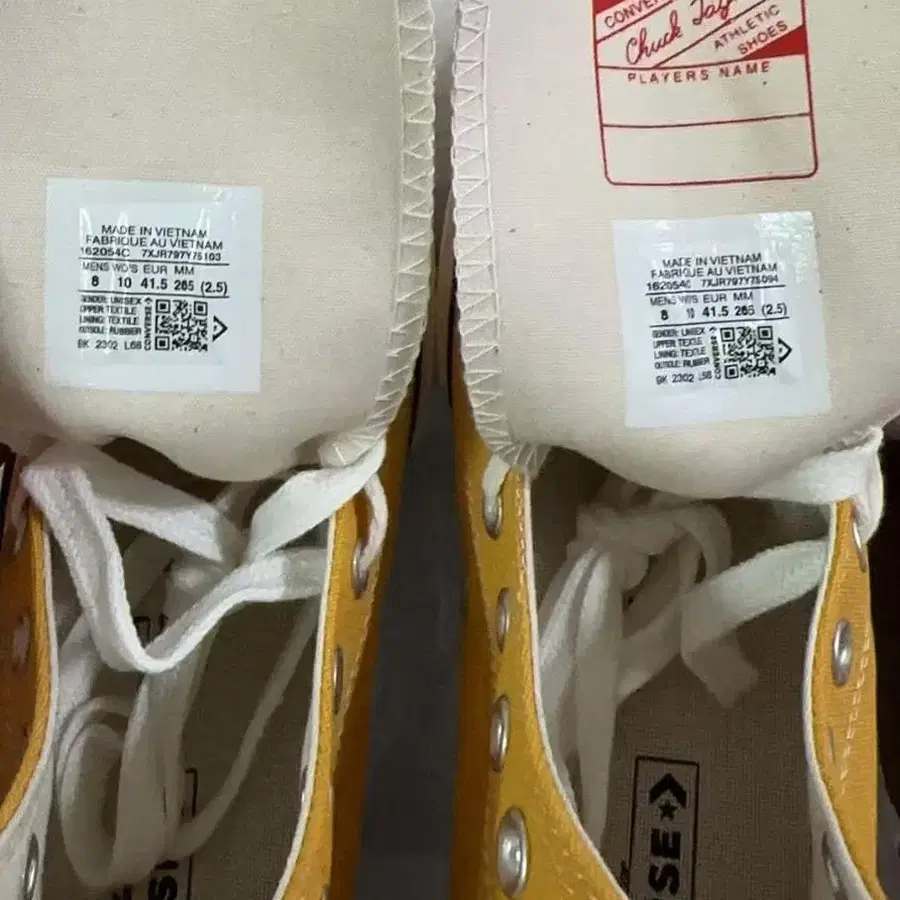 MADE IN VIETNAM
FABRIQUE AU VIETNAM
162054C 7XJR797Y75103
MENS WO'S EUR MM
8 10 41.5 265 (2.5)
GENDER: UNISEX
UPPER: TEXTILE
LINING: TEXTILE
OUTSOLE: RUBBER
CONVERSE
BK 2302 L68
Chuck Tay
ATHLETIC
SHOES
PLAYERS NAME
MADE IN VIETNAM
FABRIQUE AU VIETNAM
162054C 7XJR797Y75094
MENS WO'S EUR MM
8 10 41.5 265 (2.5)
GENDER: UNISEX
UPPER: TEXTILE
LINING: TEXTILE
OUTSOLE: RUBBER
CONVERSE
BK 2302 L68